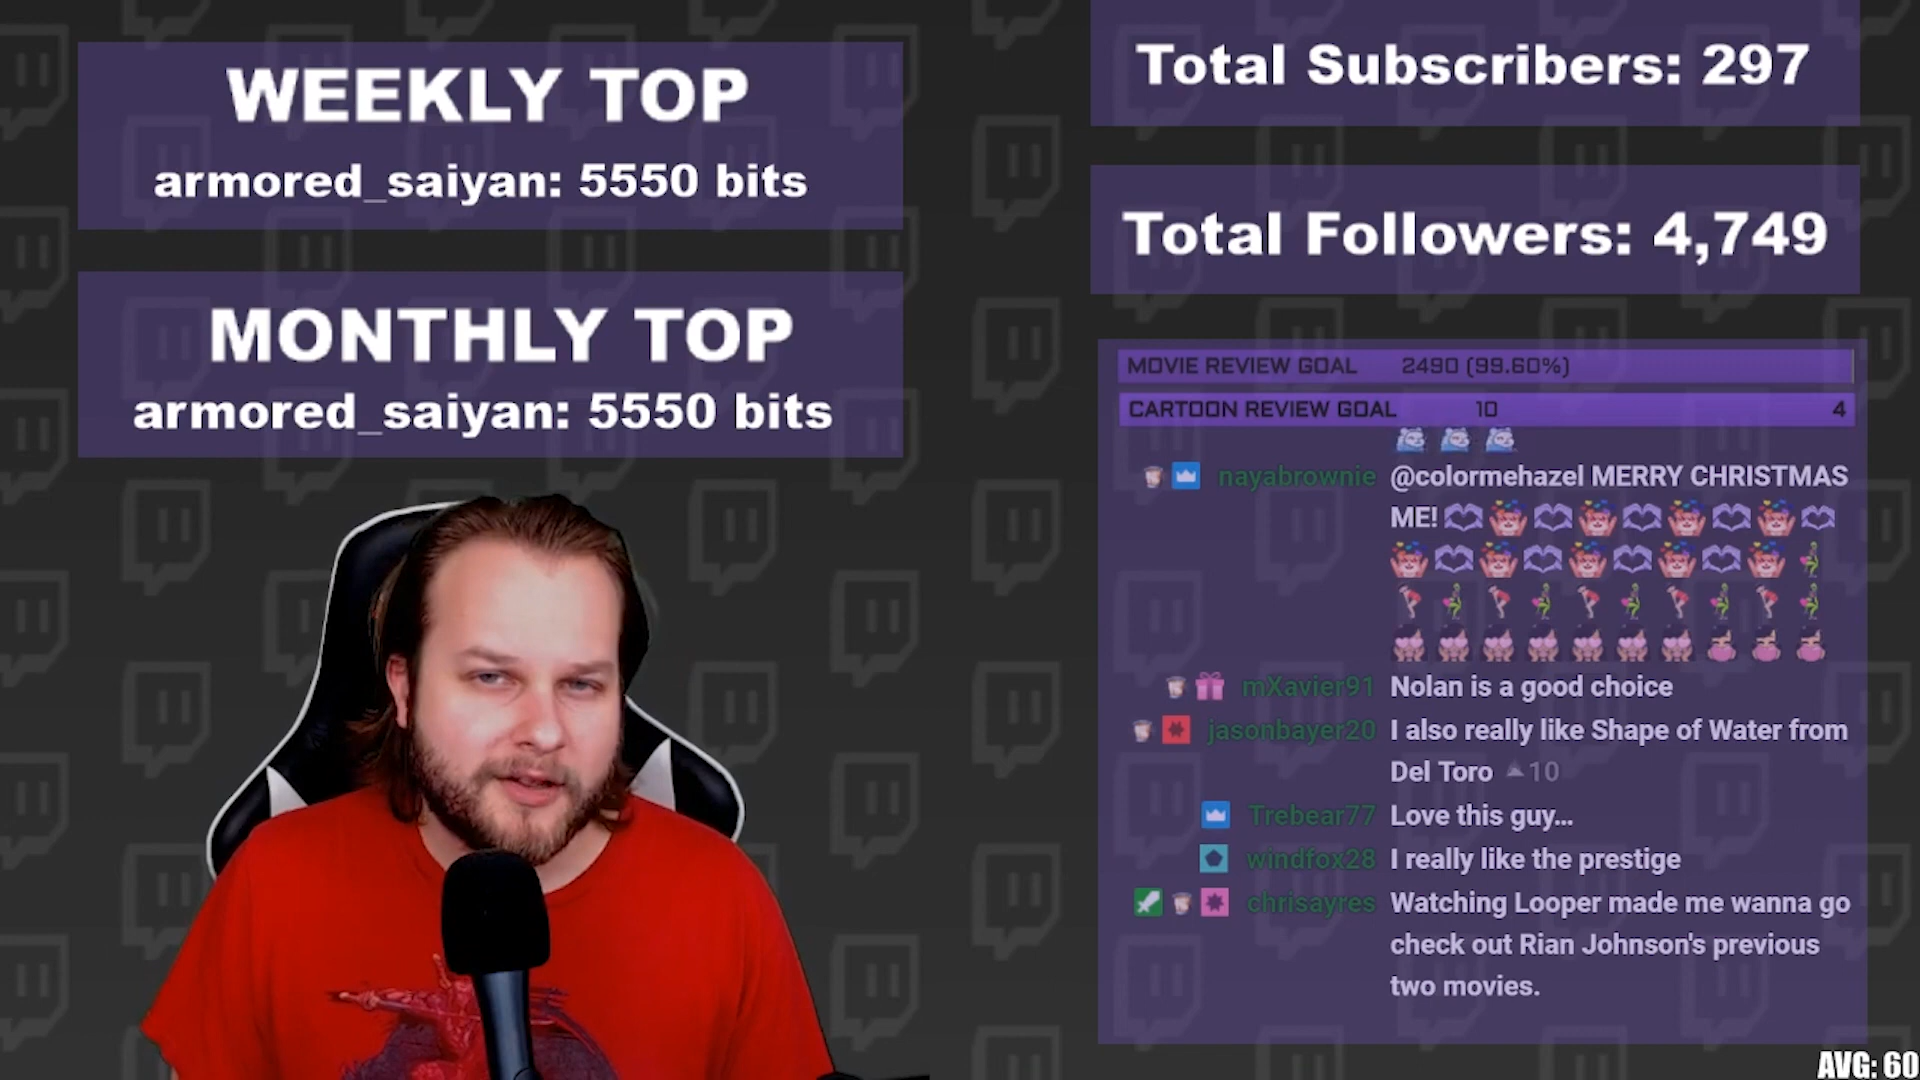 WEEKLY TOP
armored_saiyan: 5550 bits
MONTHLY TOP
armored_saiyan: 5550 bits
Total Subscribers: 297
Total Followers: 4,749
MOVIE REVIEW GOAL 2490 (99.60%)
CARTOON REVIEW GOAL 10 4
nayabrownie @colormehazel MERRY CHRISTMAS
ME!
mXavier91 Nolan is a good choice
jasonbayer20 I also really like Shape of Water from
Del Toro 10
Trebear77 Love this guy...
windfox28 I really like the prestige
chrisayres Watching Looper made me wanna go
check out Rian Johnson's previous
two movies.
AVG: 60